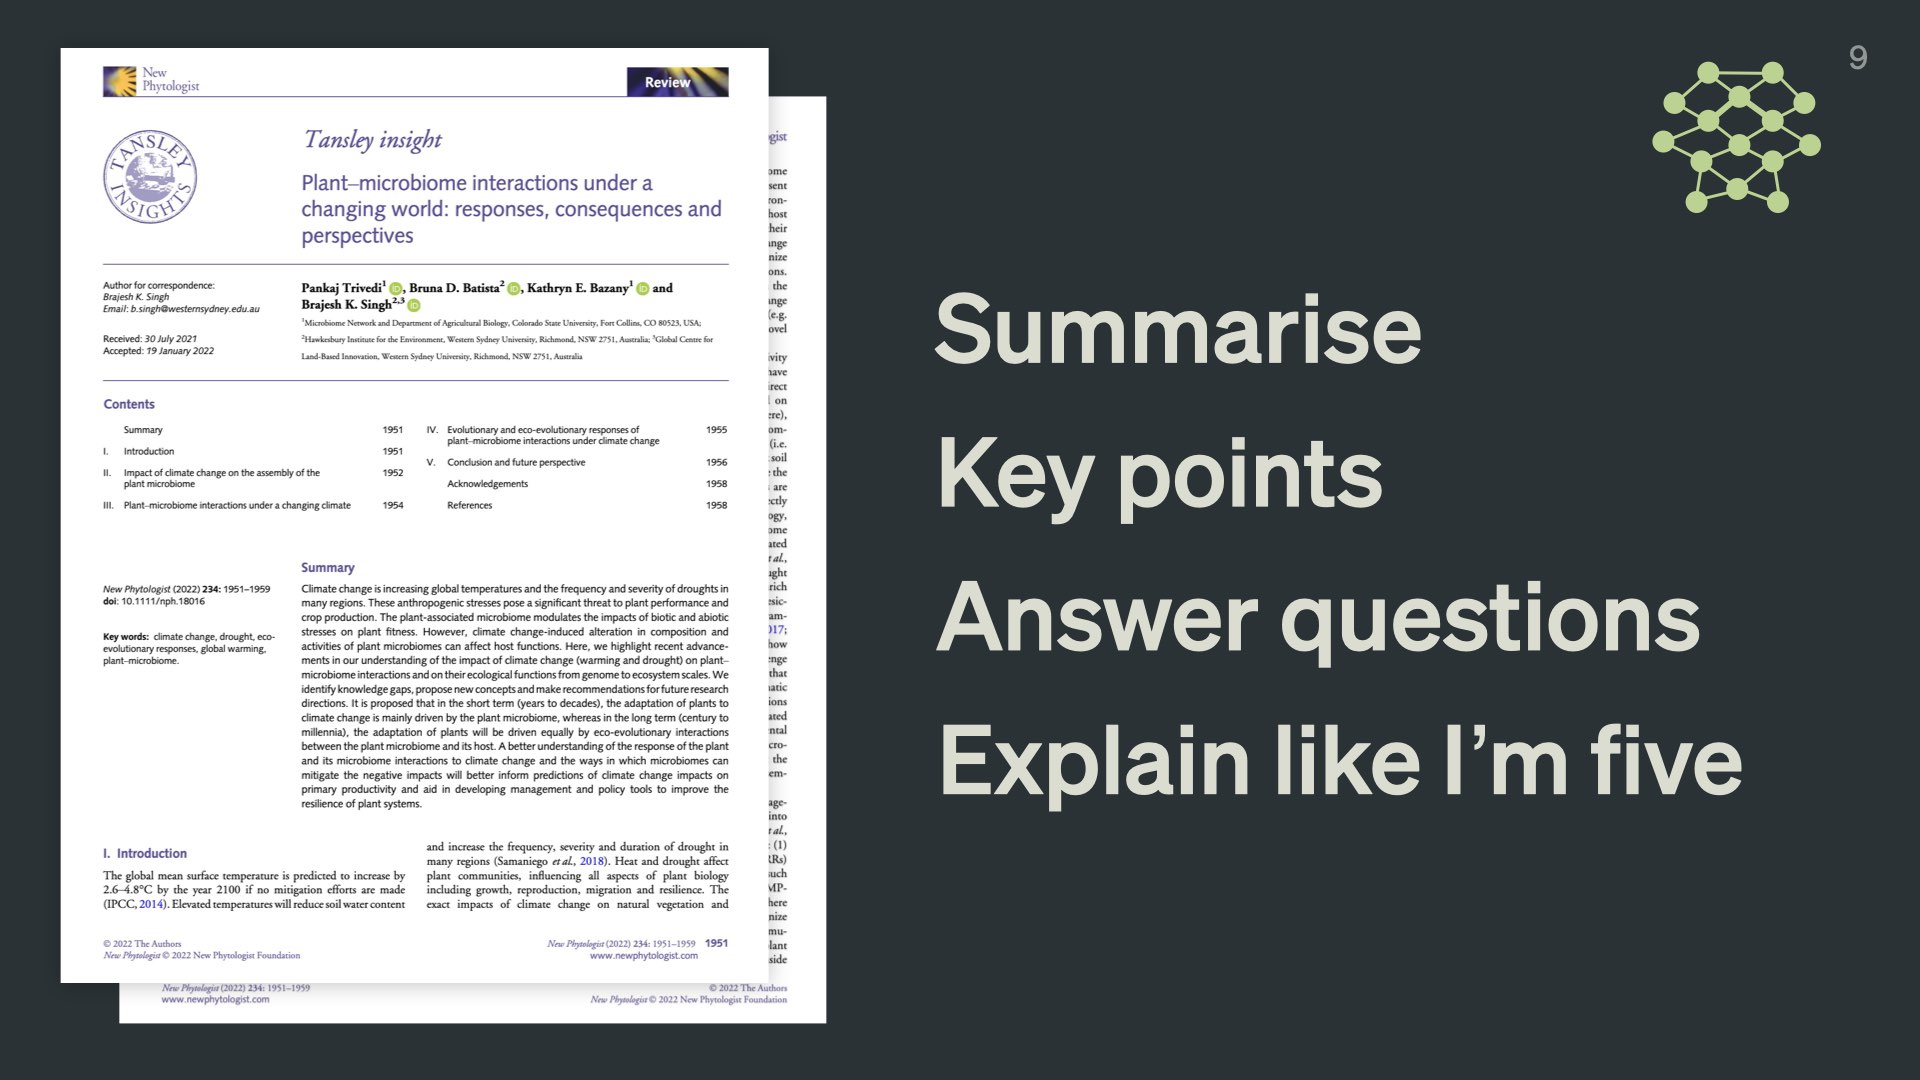 9
New
Phytologist
Review
TANSLEY
INSIGHTS
Tansley insight
Plant–microbiome interactions under a
changing world: responses, consequences and
perspectives
Author for correspondence:
Brajesh K. Singh
Email: b.singh@westernsydney.edu.au
Received: 30 July 2021
Accepted: 19 January 2022
Pankaj Trivedi1 iD, Bruna D. Batista2 iD, Kathryn E. Bazany1 iD and
Brajesh K. Singh2,3 iD
1Microbiome Network and Department of Agricultural Biology, Colorado State University, Fort Collins, CO 80523, USA;
2Hawkesbury Institute for the Environment, Western Sydney University, Richmond, NSW 2751, Australia; 3Global Centre for
Land-Based Innovation, Western Sydney University, Richmond, NSW 2751, Australia
Contents
Summary 1951
I. Introduction 1951
II. Impact of climate change on the assembly of the
plant microbiome 1952
III. Plant–microbiome interactions under a changing climate 1954
IV. Evolutionary and eco-evolutionary responses of 1955
plant–microbiome interactions under climate change
V. Conclusion and future perspective 1956
Acknowledgements 1958
References 1958
New Phytologist (2022) 234: 1951–1959
doi: 10.1111/nph.18016
Key words: climate change, drought, eco-
evolutionary responses, global warming,
plant–microbiome.
Summary
Climate change is increasing global temperatures and the frequency and severity of droughts in
many regions. These anthropogenic stresses pose a significant threat to plant performance and
crop production. The plant-associated microbiome modulates the impacts of biotic and abiotic
stresses on plant fitness. However, climate change-induced alteration in composition and
activities of plant microbiomes can affect host functions. Here, we highlight recent advance-
ments in our understanding of the impact of climate change (warming and drought) on plant–
microbiome interactions and on their ecological functions from genome to ecosystem scales. We
identify knowledge gaps, propose new concepts and make recommendations for future research
directions. It is proposed that in the short term (years to decades), the adaptation of plants to
climate change is mainly driven by the plant microbiome, whereas in the long term (century to
millennia), the adaptation of plants will be driven equally by eco-evolutionary interactions
between the plant microbiome and its host. A better understanding of the response of the plant
and its microbiome interactions to climate change and the ways in which microbiomes can
mitigate the negative impacts will better inform predictions of climate change impacts on
primary productivity and aid in developing management and policy tools to improve the
resilience of plant systems.
I. Introduction
The global mean surface temperature is predicted to increase by
2.6–4.8°C by the year 2100 if no mitigation efforts are made
(IPCC, 2014). Elevated temperatures will reduce soil water content
and increase the frequency, severity and duration of drought in
many regions (Samaniego et al., 2018). Heat and drought affect
plant communities, influencing all aspects of plant biology
including growth, reproduction, migration and resilience. The
exact impacts of climate change on natural vegetation and
© 2022 The Authors
New Phytologist © 2022 New Phytologist Foundation
New Phytologist (2022) 234: 1951–1959 1951
www.newphytologist.com
New Phytologist (2022) 234: 1951–1959
www.newphytologist.com
© 2022 The Authors
New Phytologist © 2022 New Phytologist Foundation
Summarise
Key points
Answer questions
Explain like I’m five